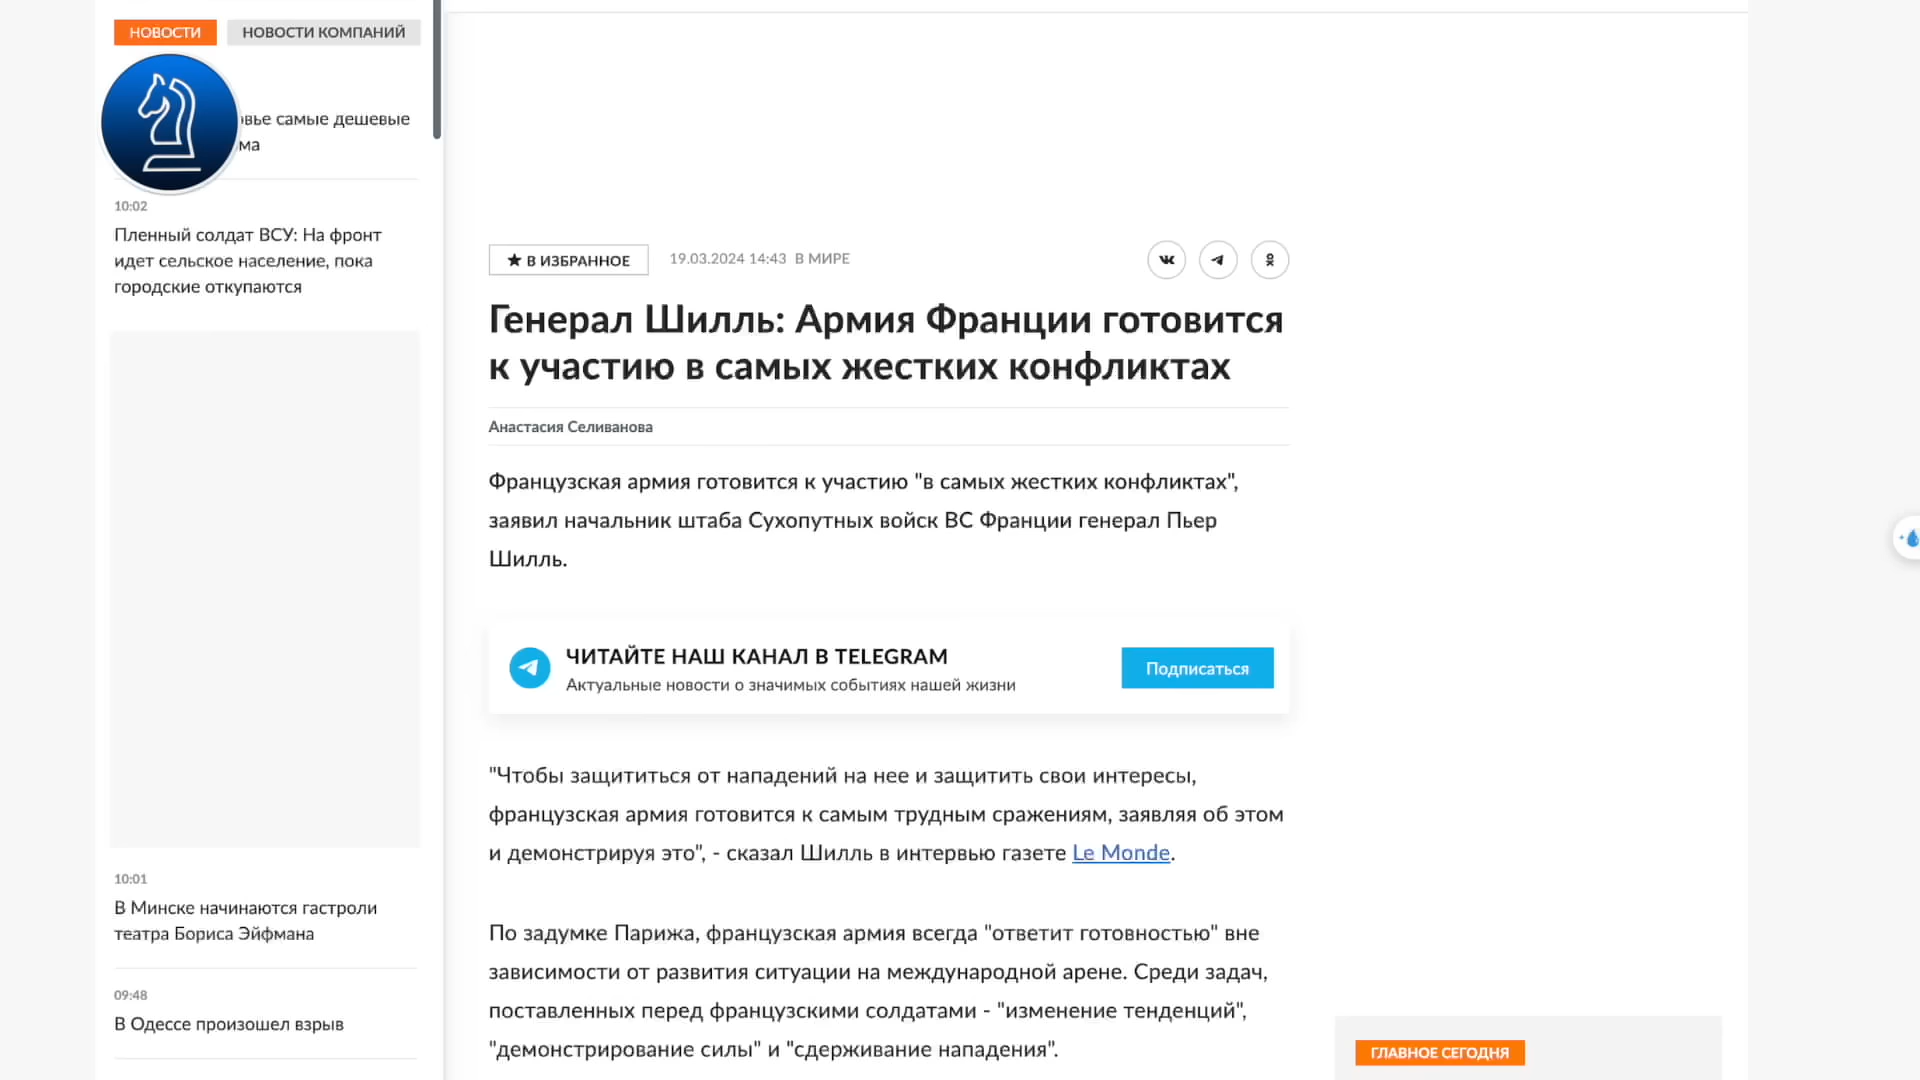 НОВОСТИ
НОВОСТИ КОМПАНИЙ
самые дешевые
10:02
Пленный солдат ВСУ: На фронт
идет сельское население, пока
городские откупаются
10:01
В Минске начинаются гастроли
театра Бориса Эйфмана
09:48
В Одессе произошел взрыв
В ИЗБРАННОЕ
19.03.2024 14:43 В МИРЕ
Генерал Шилль: Армия Франции готовится
к участию в самых жестких конфликтах
Анастасия Селиванова
Французская армия готовится к участию "в самых жестких конфликтах",
заявил начальник штаба Сухопутных войск ВС Франции генерал Пьер
Шилль.
ЧИТАЙТЕ НАШ КАНАЛ В TELEGRAM
Актуальные новости о значимых событиях нашей жизни
Подписаться
"Чтобы защититься от нападений на нее и защитить свои интересы,
французская армия готовится к самым трудным сражениям, заявляя об этом
и демонстрируя это", - сказал Шилль в интервью газете Le Monde.
По задумке Парижа, французская армия всегда "ответит готовностью" вне
зависимости от развития ситуации на международной арене. Среди задач,
поставленных перед французскими солдатами - "изменение тенденций",
"демонстрирование силы" и "сдерживание нападения".
ГЛАВНОЕ СЕГОДНЯ